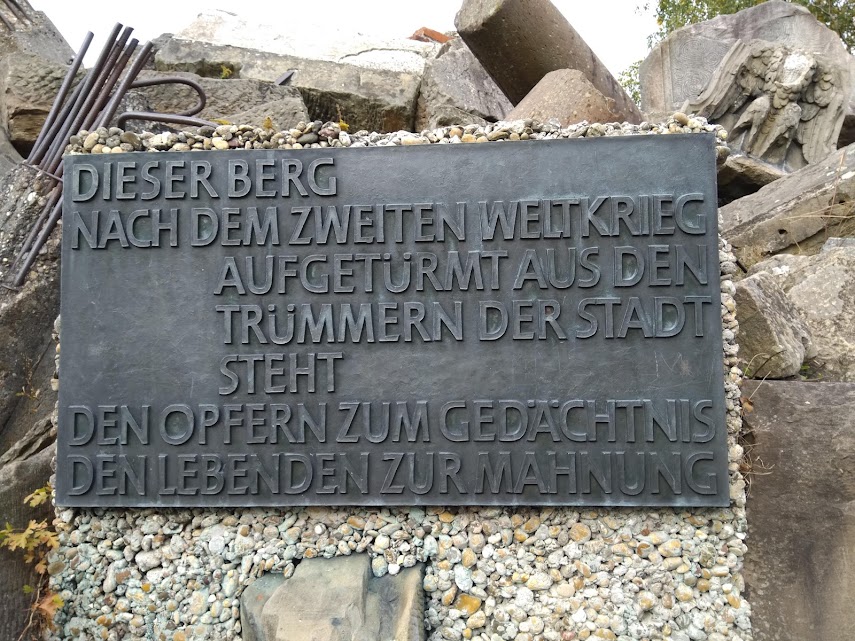 DIESER BERG
NACH DEM ZWEITEN WELTKRIEG
AUFGETÜRMT AUS DEN
TRÜMMERN DER STADT
STEHT
DEN OPFERN ZUM GEDÄCHTNIS
DEN LEBENDEN ZUR MAHNUNG